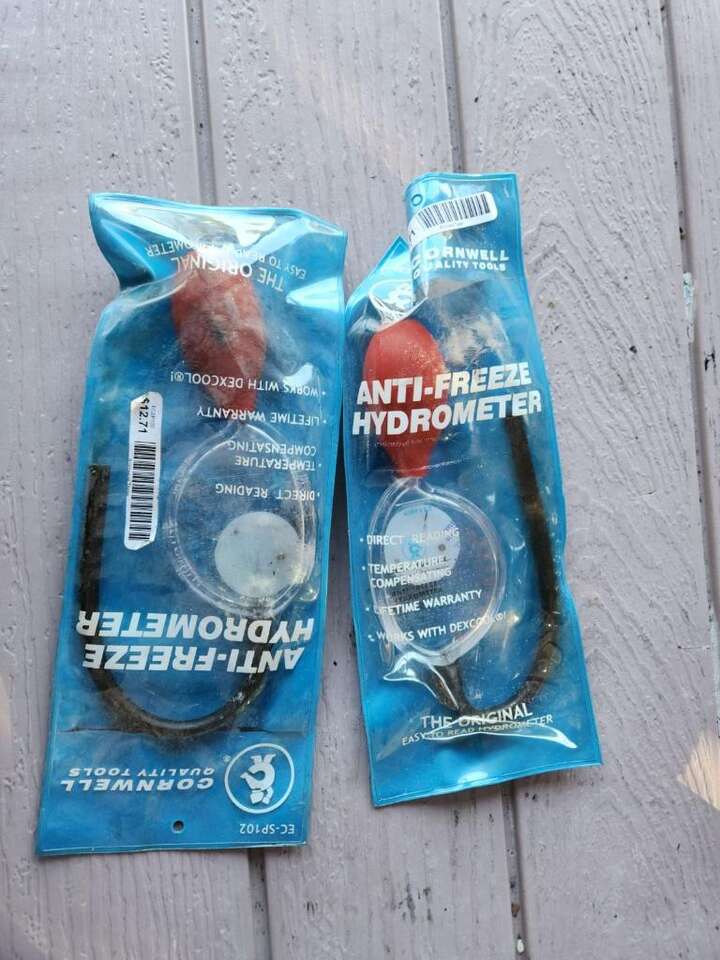 THE ORIGINAL
EASY TO READ HYDROMETER
• WORKS WITH DEXCOOL®!
• LIFETIME WARRANTY
• TEMPERATURE
COMPENSATING
• DIRECT READING
$12.71
ANTI-FREEZE
HYDROMETER
CORNWELL®
QUALITY TOOLS
EC-SP102
CORNWELL
QUALITY TOOLS
ANTI-FREEZE
HYDROMETER
• DIRECT READING
• TEMPERATURE
COMPENSATING
• LIFETIME WARRANTY
• WORKS WITH DEXCOOL®!
THE ORIGINAL
EASY TO READ HYDROMETER